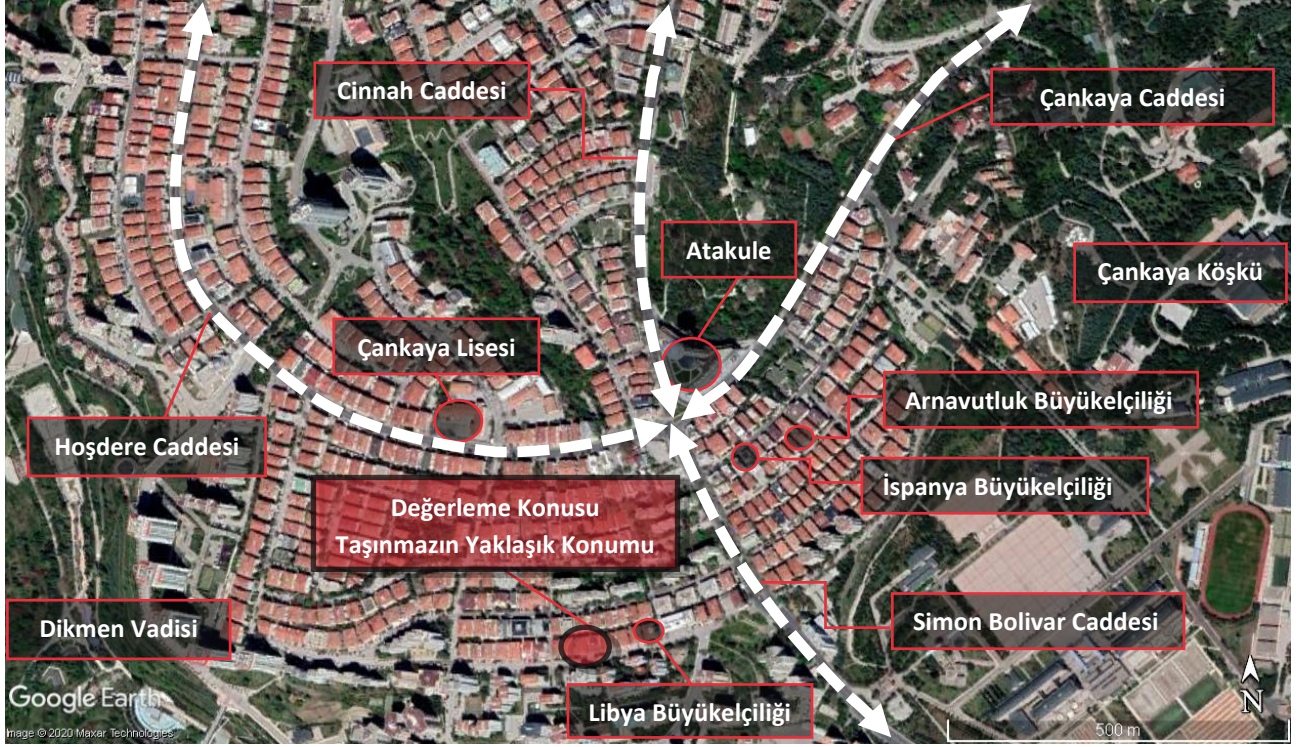 Cinnah Caddesi
Çankaya Caddesi
Atakule
Çankaya Köşkü
Çankaya Lisesi
Arnavutluk Büyükelçiliği
Hoşdere Caddesi
İspanya Büyükelçiliği
Değerleme Konusu
Taşınmazın Yaklaşık Konumu
Dikmen Vadisi
Simon Bolivar Caddesi
Libya Büyükelçiliği
Google Earth
Image © 2020 Maxar Technologies
N
500 m